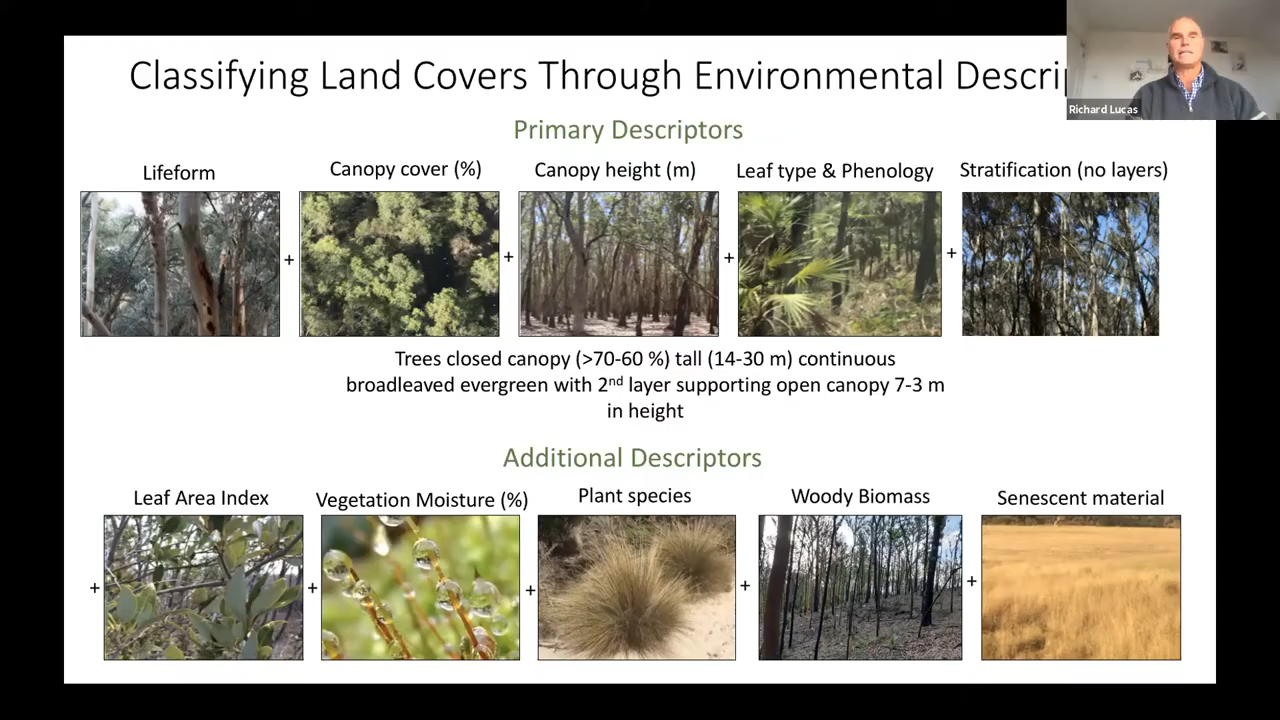 Classifying Land Covers Through Environmental
Richard Lucas
Primary Descriptors
Lifeform
Canopy cover (%)
Canopy height (m)
Leaf type & Phenology
Stratification (no layers)
+ + + +
Trees closed canopy (>70-60 %) tall (14-30 m) continuous
broadleaved evergreen with 2nd layer supporting open canopy 7-3 m
in height
Additional Descriptors
Leaf Area Index
Vegetation Moisture (%)
Plant species
Woody Biomass
Senescent material
+ + + + +